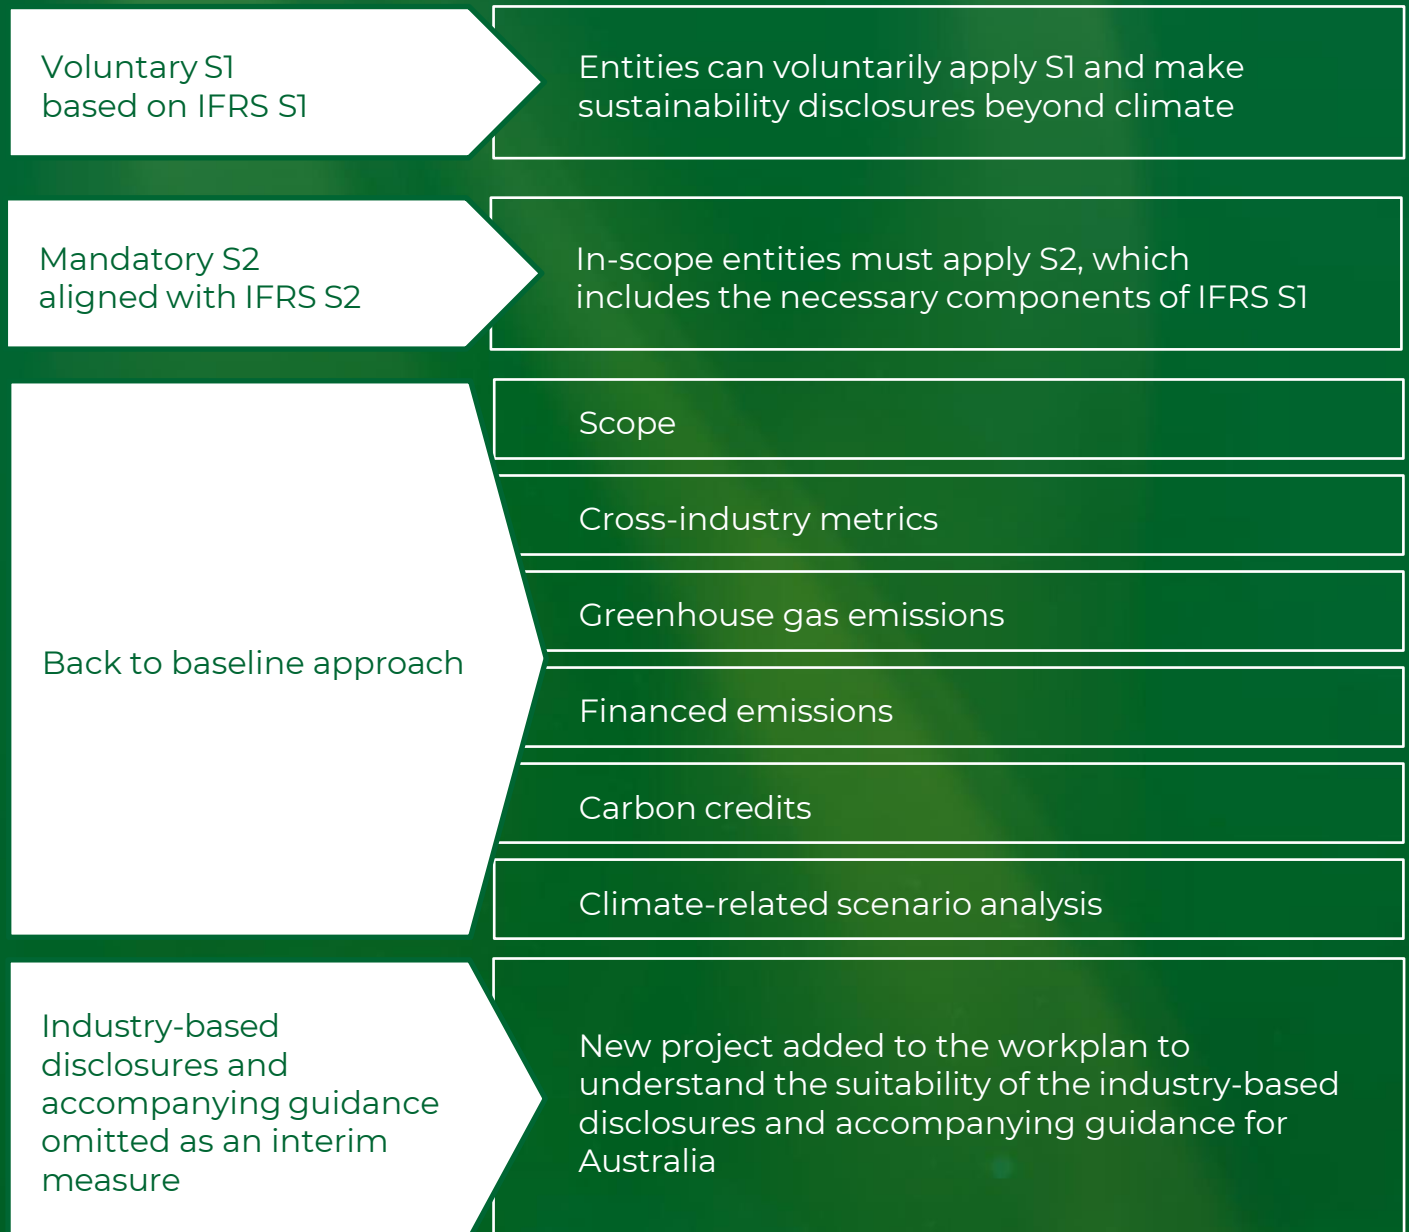 Voluntary S1
based on IFRS S1
Entities can voluntarily apply S1 and make
sustainability disclosures beyond climate
Mandatory S2
aligned with IFRS S2
In-scope entities must apply S2, which
includes the necessary components of IFRS S1
Back to baseline approach
Scope
Cross-industry metrics
Greenhouse gas emissions
Financed emissions
Carbon credits
Climate-related scenario analysis
Industry-based
disclosures and
accompanying guidance
omitted as an interim
measure
New project added to the workplan to
understand the suitability of the industry-based
disclosures and accompanying guidance for
Australia